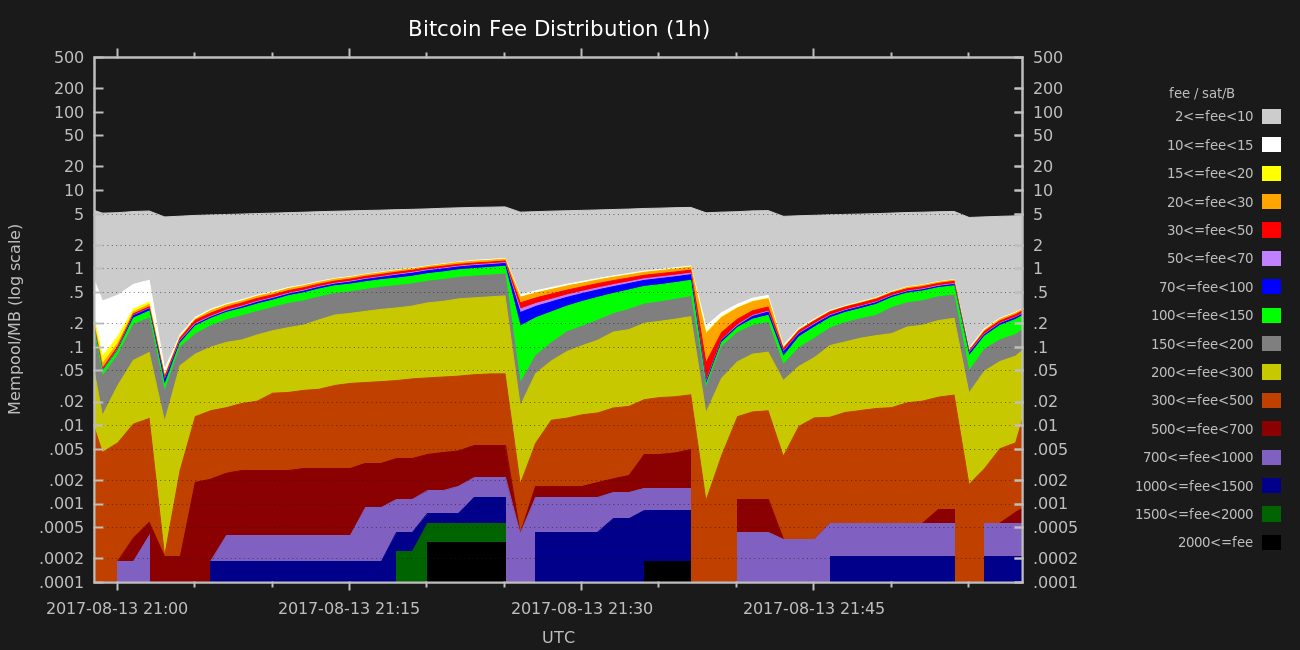 Bitcoin Fee Distribution (1h)
500 500
200 200
100 100
50 50
20 20
10 10
5 5
2 2
1 1
.5 .5
.2 .2
.1 .1
.05 .05
.02 .02
.01 .01
.005 .005
.002 .002
.001 .001
.0005 .0005
.0002 .0002
.0001 .0001
Mempool/MB (log scale)
2017-08-13 21:00 2017-08-13 21:15 2017-08-13 21:30 2017-08-13 21:45
UTC
fee / sat/B
2<=fee<10
10<=fee<15
15<=fee<20
20<=fee<30
30<=fee<50
50<=fee<70
70<=fee<100
100<=fee<150
150<=fee<200
200<=fee<300
300<=fee<500
500<=fee<700
700<=fee<1000
1000<=fee<1500
1500<=fee<2000
2000<=fee